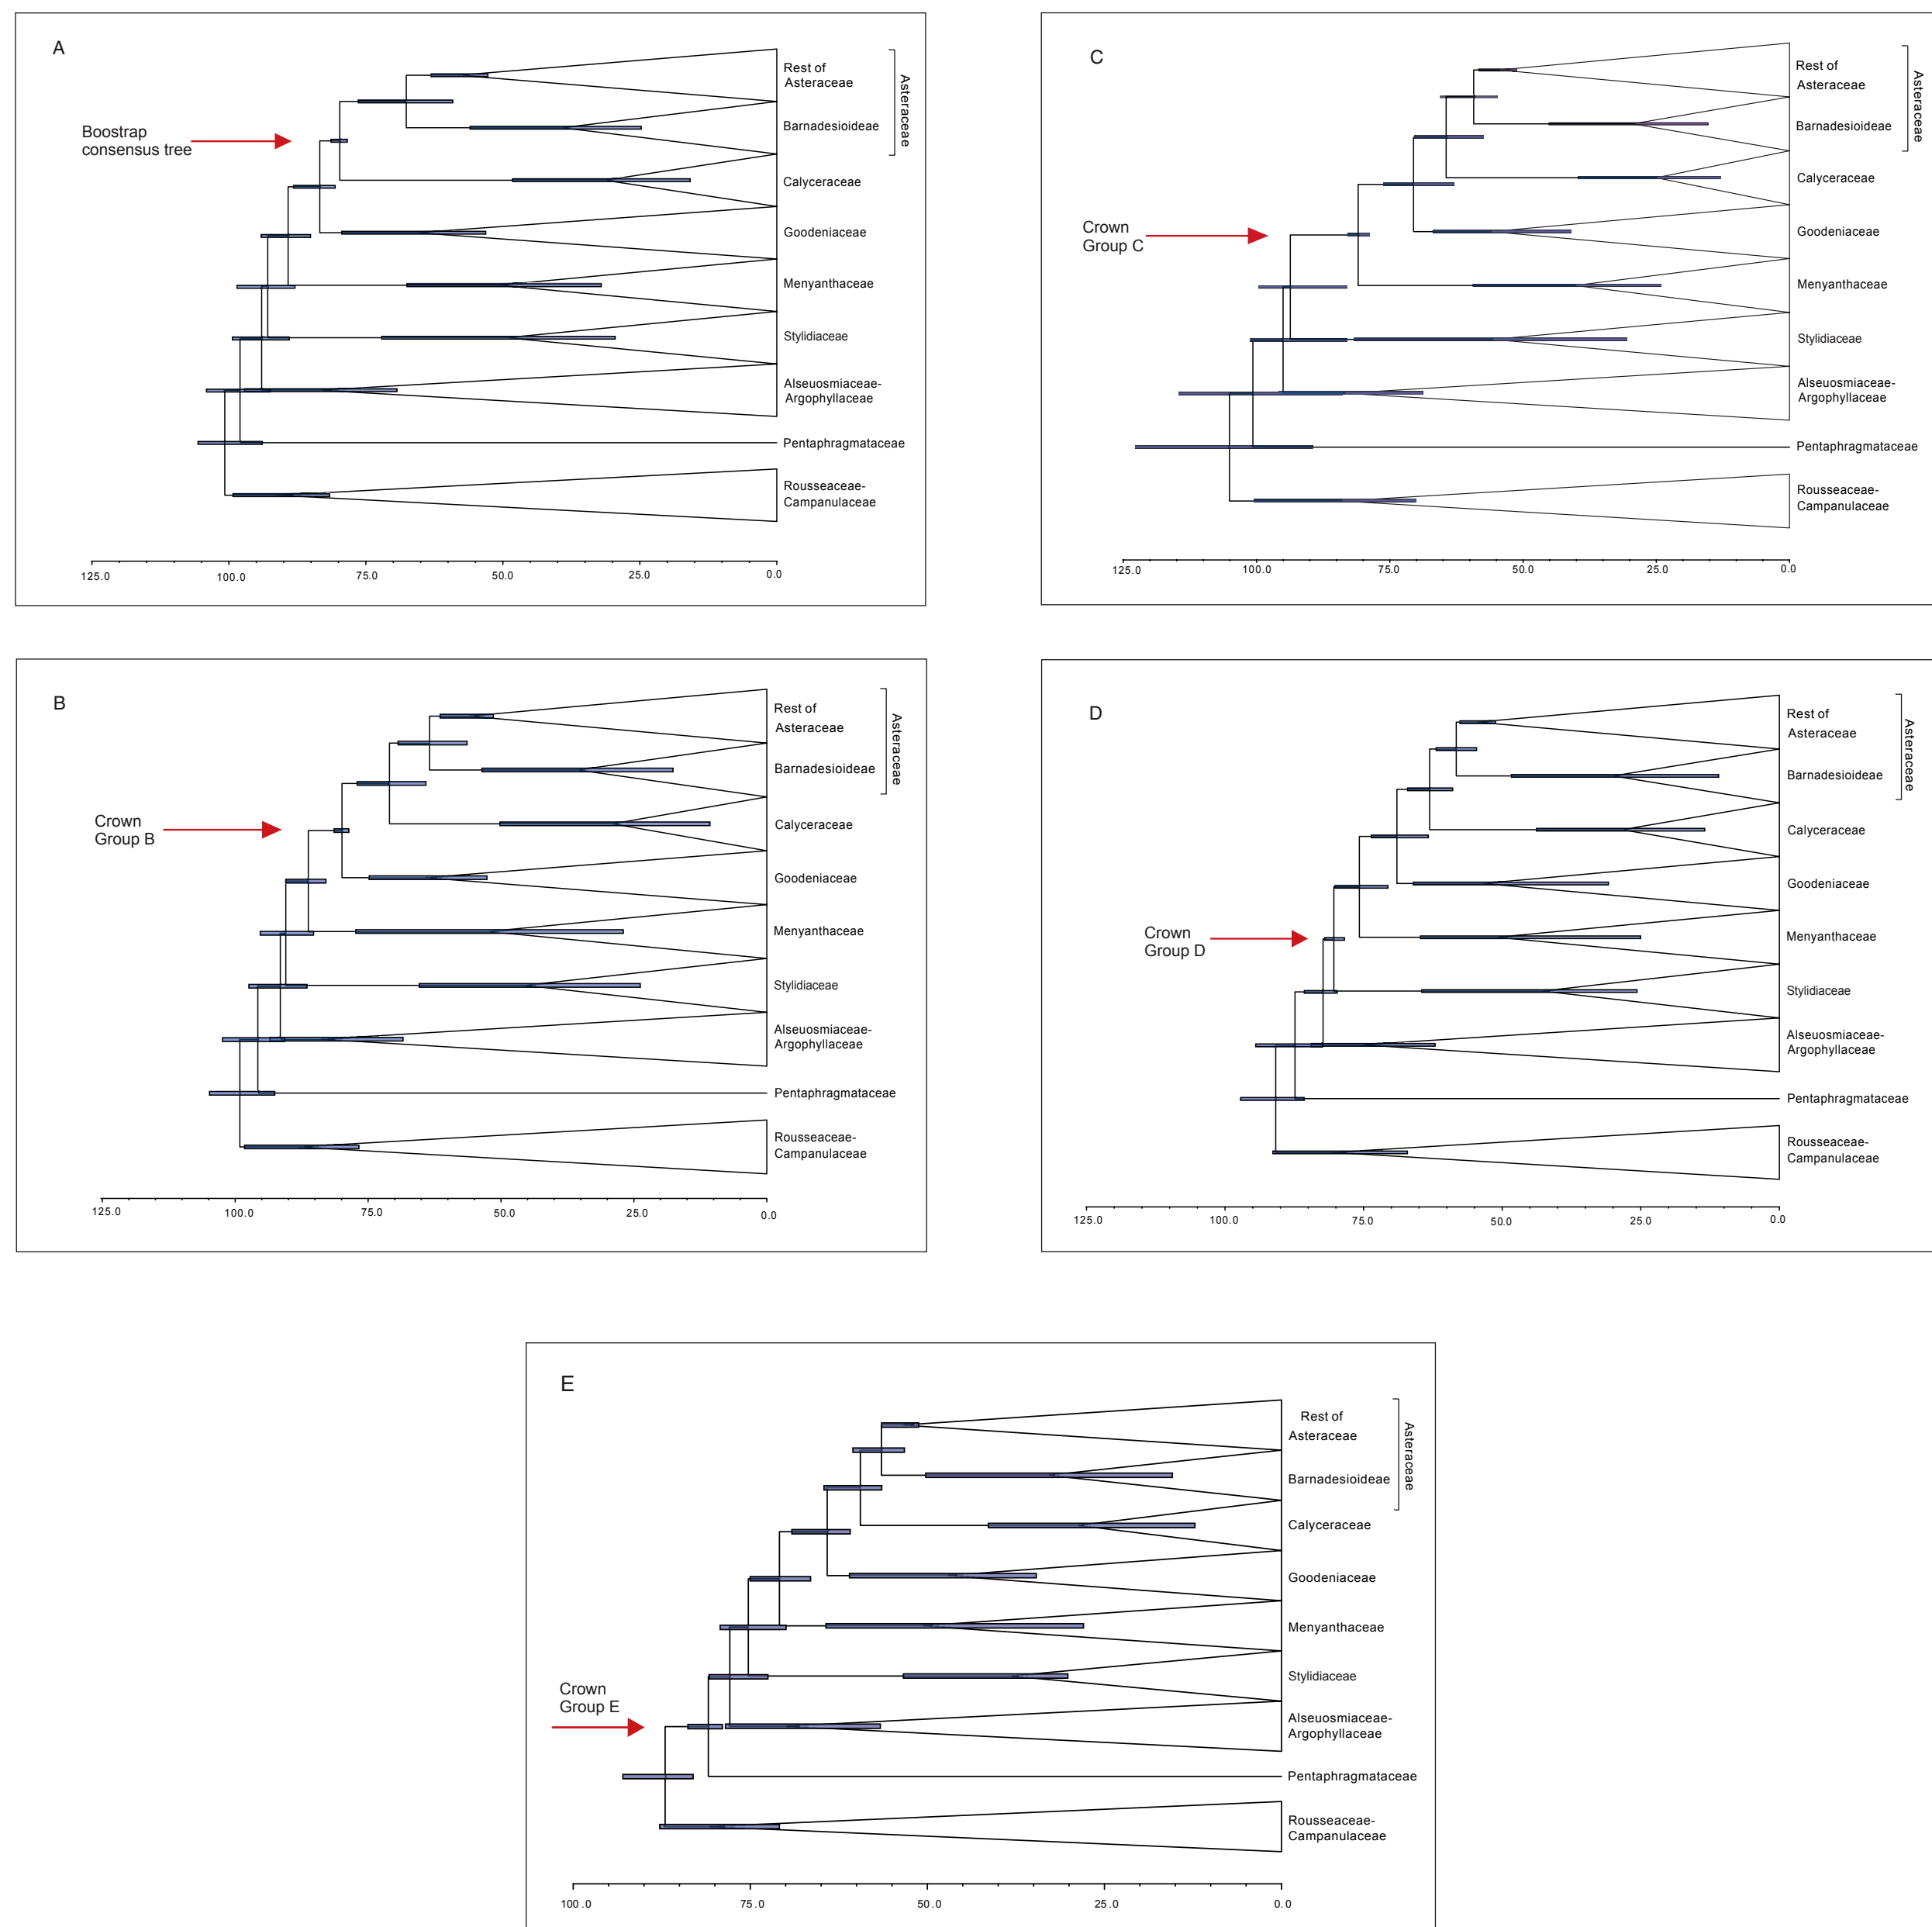 A
Boostrap
consensus tree
Rest of
Asteraceae
Barnadesioideae
Calyceraceae
Goodeniaceae
Menyanthaceae
Stylidiaceae
Alseuosmiaceae-
Argophyllaceae
Pentaphragmataceae
Rousseaceae-
Campanulaceae
Asteraceae
125.0 100.0 75.0 50.0 25.0 0.0
C
Crown
Group C
Rest of
Asteraceae
Barnadesioideae
Calyceraceae
Goodeniaceae
Menyanthaceae
Stylidiaceae
Alseuosmiaceae-
Argophyllaceae
Pentaphragmataceae
Rousseaceae-
Campanulaceae
Asteraceae
125.0 100.0 75.0 50.0 25.0 0.0
B
Crown
Group B
Rest of
Asteraceae
Barnadesioideae
Calyceraceae
Goodeniaceae
Menyanthaceae
Stylidiaceae
Alseuosmiaceae-
Argophyllaceae
Pentaphragmataceae
Rousseaceae-
Campanulaceae
Asteraceae
125.0 100.0 75.0 50.0 25.0 0.0
D
Crown
Group D
Rest of
Asteraceae
Barnadesioideae
Calyceraceae
Goodeniaceae
Menyanthaceae
Stylidiaceae
Alseuosmiaceae-
Argophyllaceae
Pentaphragmataceae
Rousseaceae-
Campanulaceae
Asteraceae
125.0 100.0 75.0 50.0 25.0 0.0
E
Crown
Group E
Rest of
Asteraceae
Barnadesioideae
Calyceraceae
Goodeniaceae
Menyanthaceae
Stylidiaceae
Alseuosmiaceae-
Argophyllaceae
Pentaphragmataceae
Rousseaceae-
Campanulaceae
Asteraceae
100.0 75.0 50.0 25.0 0.0